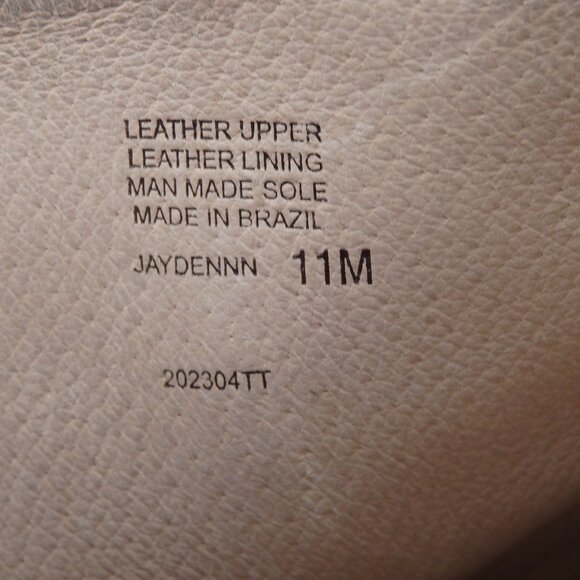 LEATHER UPPER
LEATHER LINING
MAN MADE SOLE
MADE IN BRAZIL
JAYDENNN 11M
202304TT